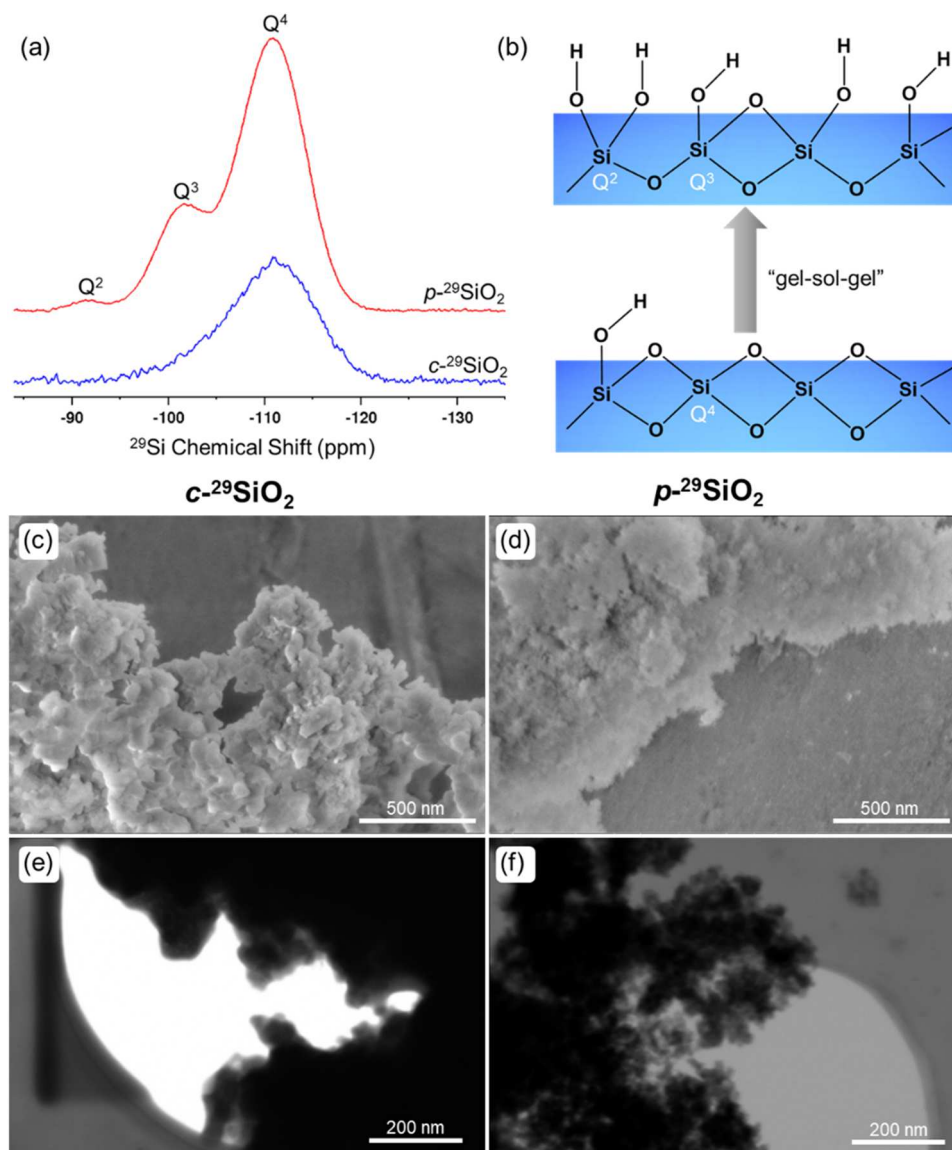 (a)
Q⁴
Q³
Q²
p-²⁹SiO₂
c-²⁹SiO₂
-90 -100 -110 -120 -130
²⁹Si Chemical Shift (ppm)
(b)
H H H H H
O O O O O
Si Si Si Si
Q² Q³
O O O
"gel-sol-gel"
H
O O O O
Si Si Si Si
Q⁴
O O O
c-²⁹SiO₂
p-²⁹SiO₂
(c)
500 nm
(d)
500 nm
(e)
200 nm
(f)
200 nm